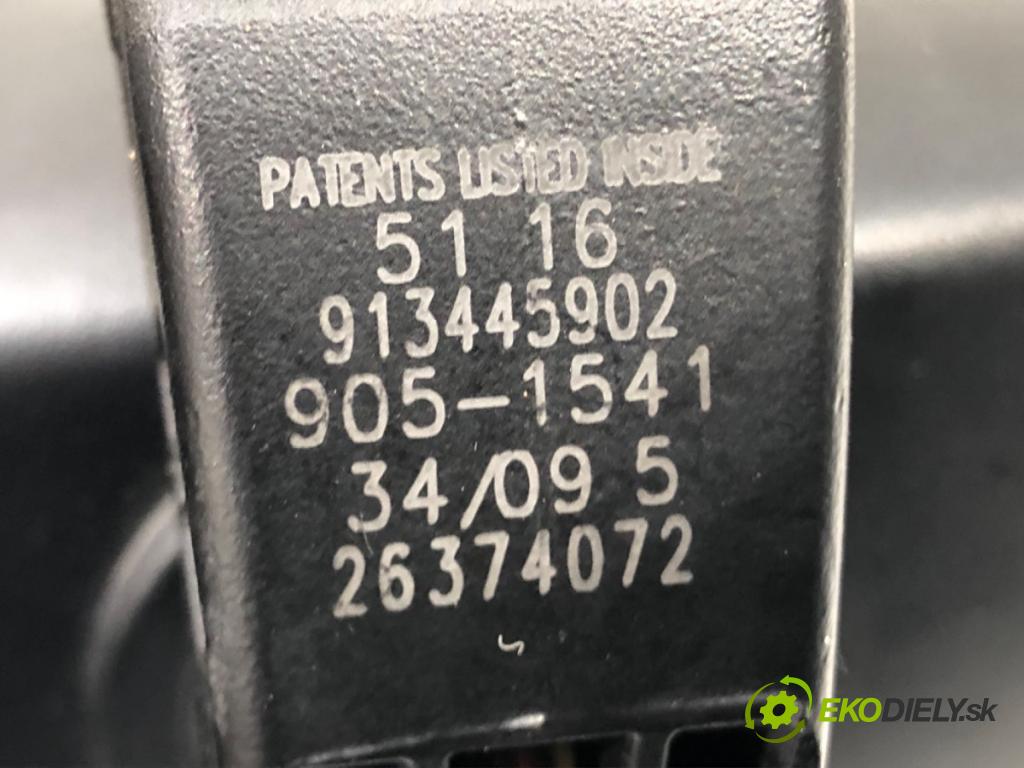 PATENTS LISTED INSIDE
51 16
913445902
905-1541
34/09 5
26374072
EKODIELY.sk